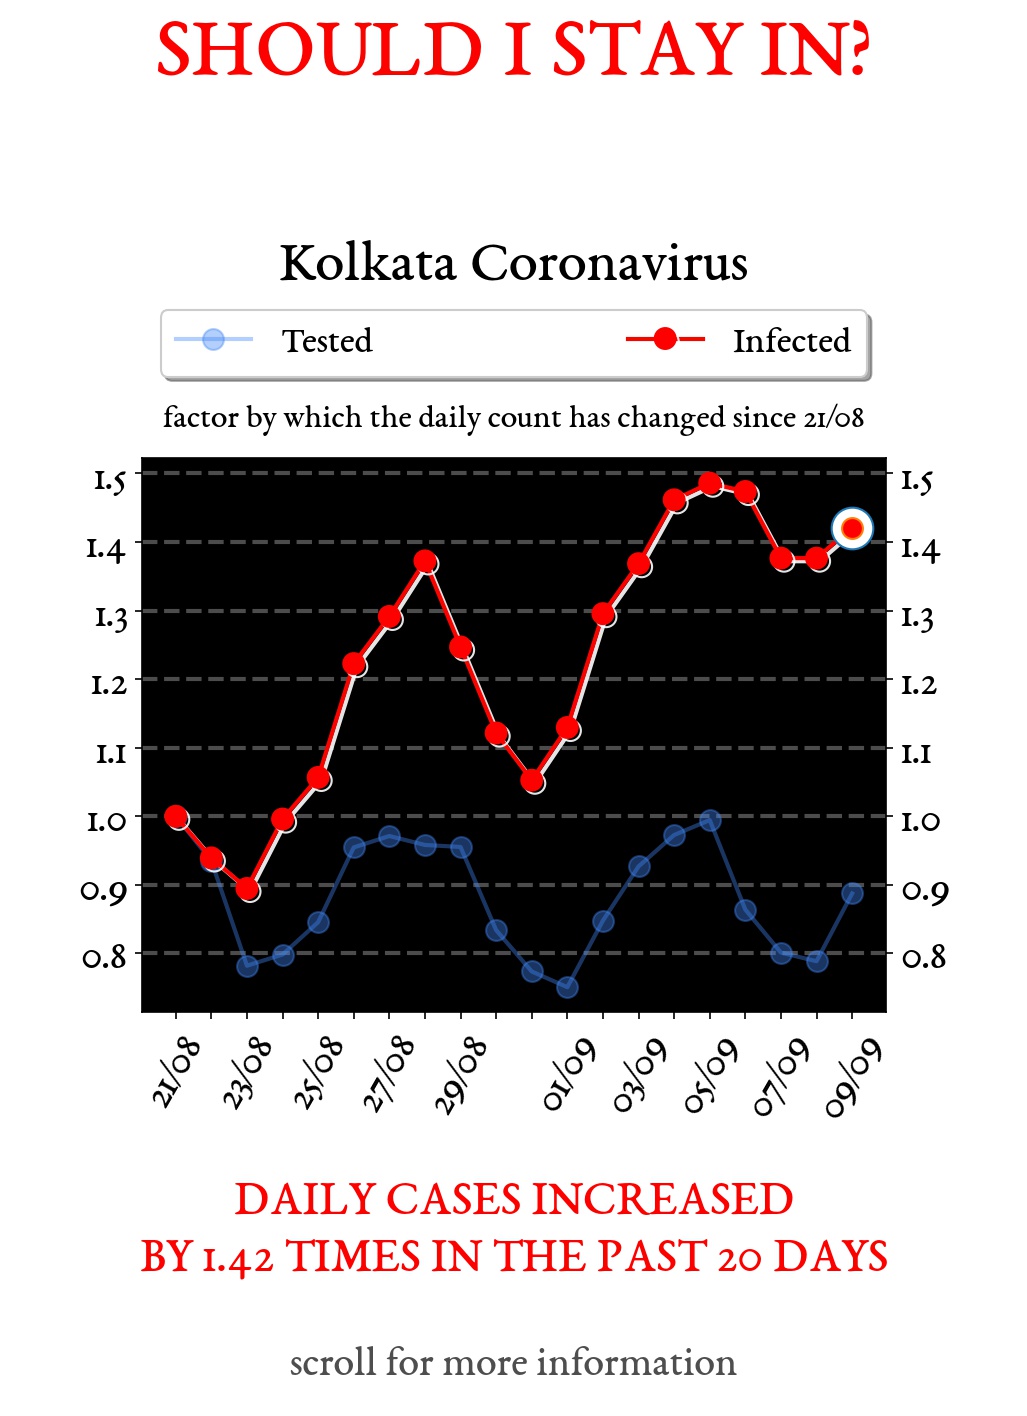 SHOULD I STAY IN?
Kolkata Coronavirus
Tested Infected
factor by which the daily count has changed since 21/08
1.5 1.5
1.4 1.4
1.3 1.3
1.2 1.2
1.1 1.1
1.0 1.0
0.9 0.9
0.8 0.8
21/08 23/08 25/08 27/08 29/08 01/09 03/09 05/09 07/09 09/09
DAILY CASES INCREASED
BY 1.42 TIMES IN THE PAST 20 DAYS
scroll for more information